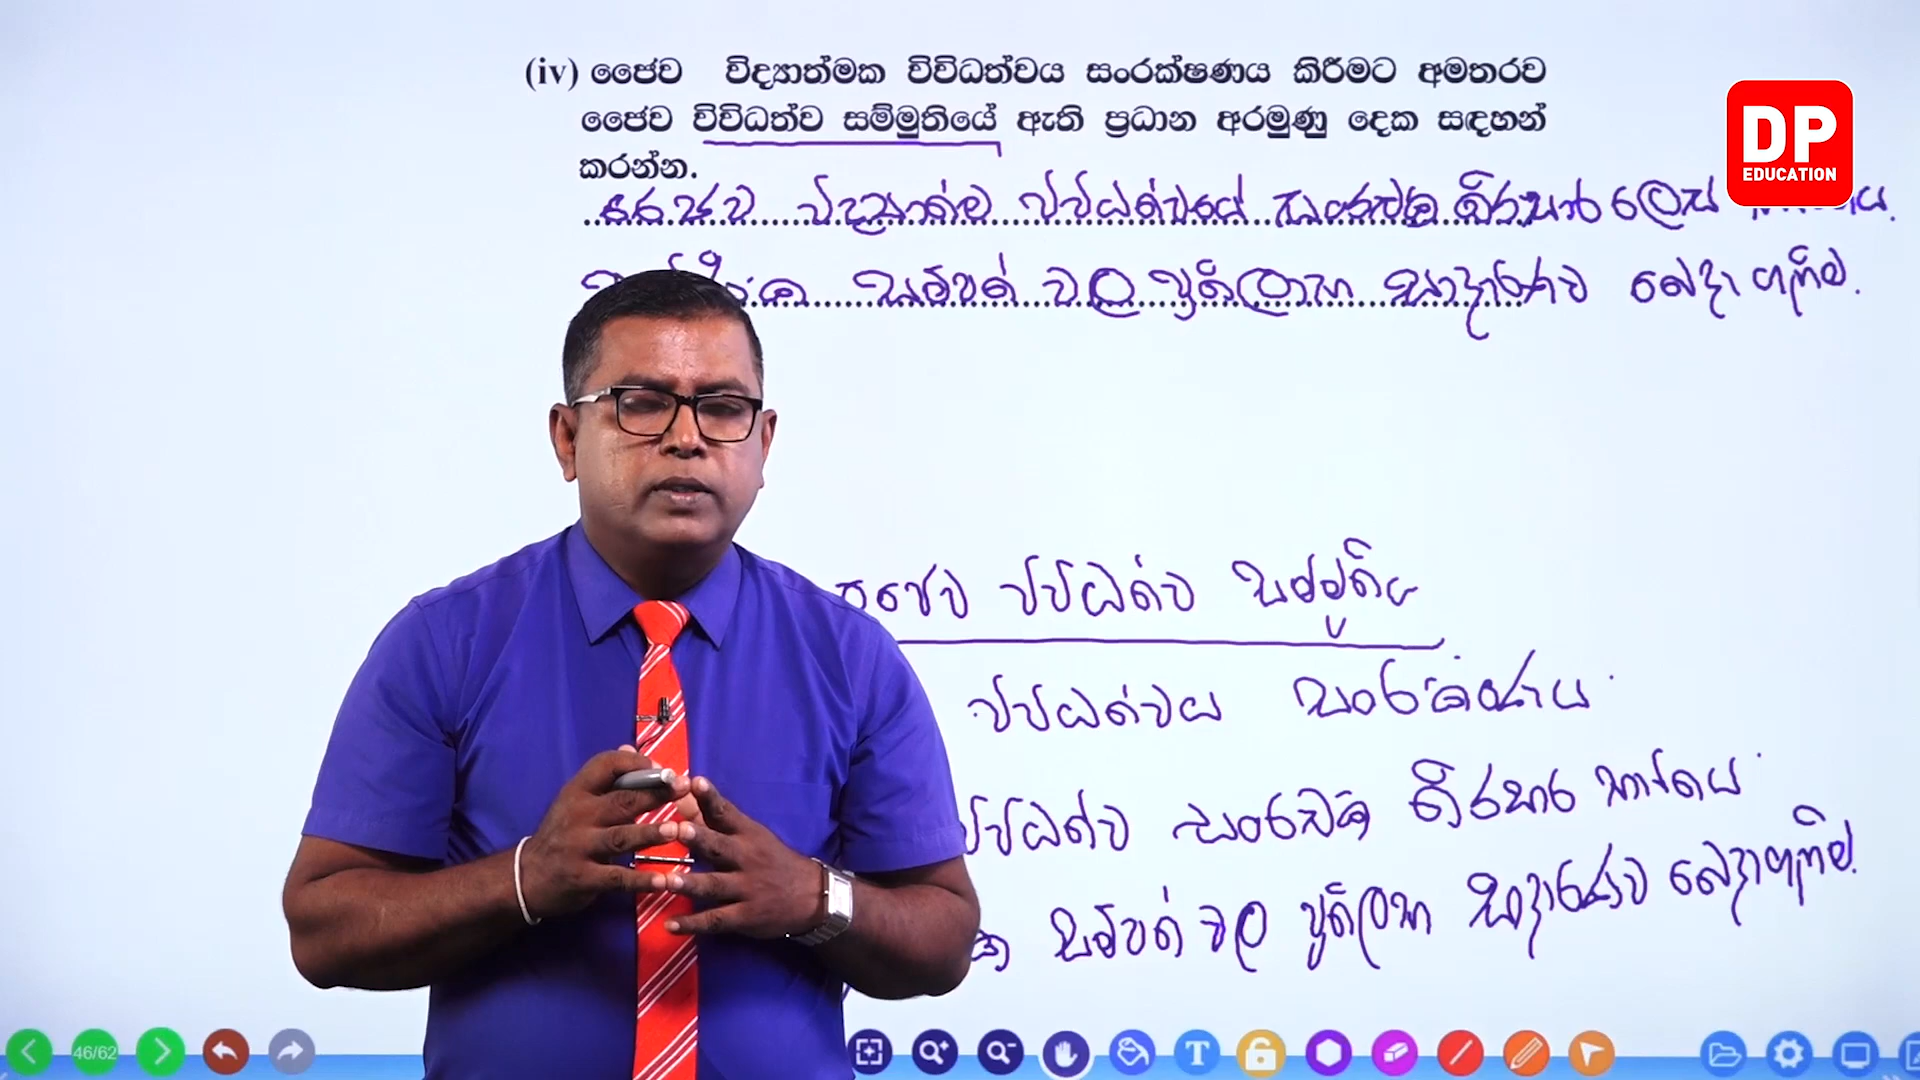 (iv) ජෛව විද්‍යාත්මක විවිධත්වය සංරක්ෂණය කිරීමට අමතරව
ජෛව විවිධත්ව සම්මුතියේ ඇති ප්‍රධාන අරමුණු දෙක සඳහන්
කරන්න.
DP
EDUCATION
ජෛව විද්‍යාත්ම විවිධත්වයේ සංරචක තිරසාර ලෙස
සම්පත් වල ප්‍රතිලාභ සාදාරණව බෙදා ගැනීම.
ජෛව විවිධත්ව සම්මුතිය
විවිධත්වය සංරක්ෂණය
විවිධත්ව සංරචක තිරසාර භාවිතය
සම්පත් වල ප්‍රතිලාභ සාදාරණව බෙදාගැනීම.
46/62